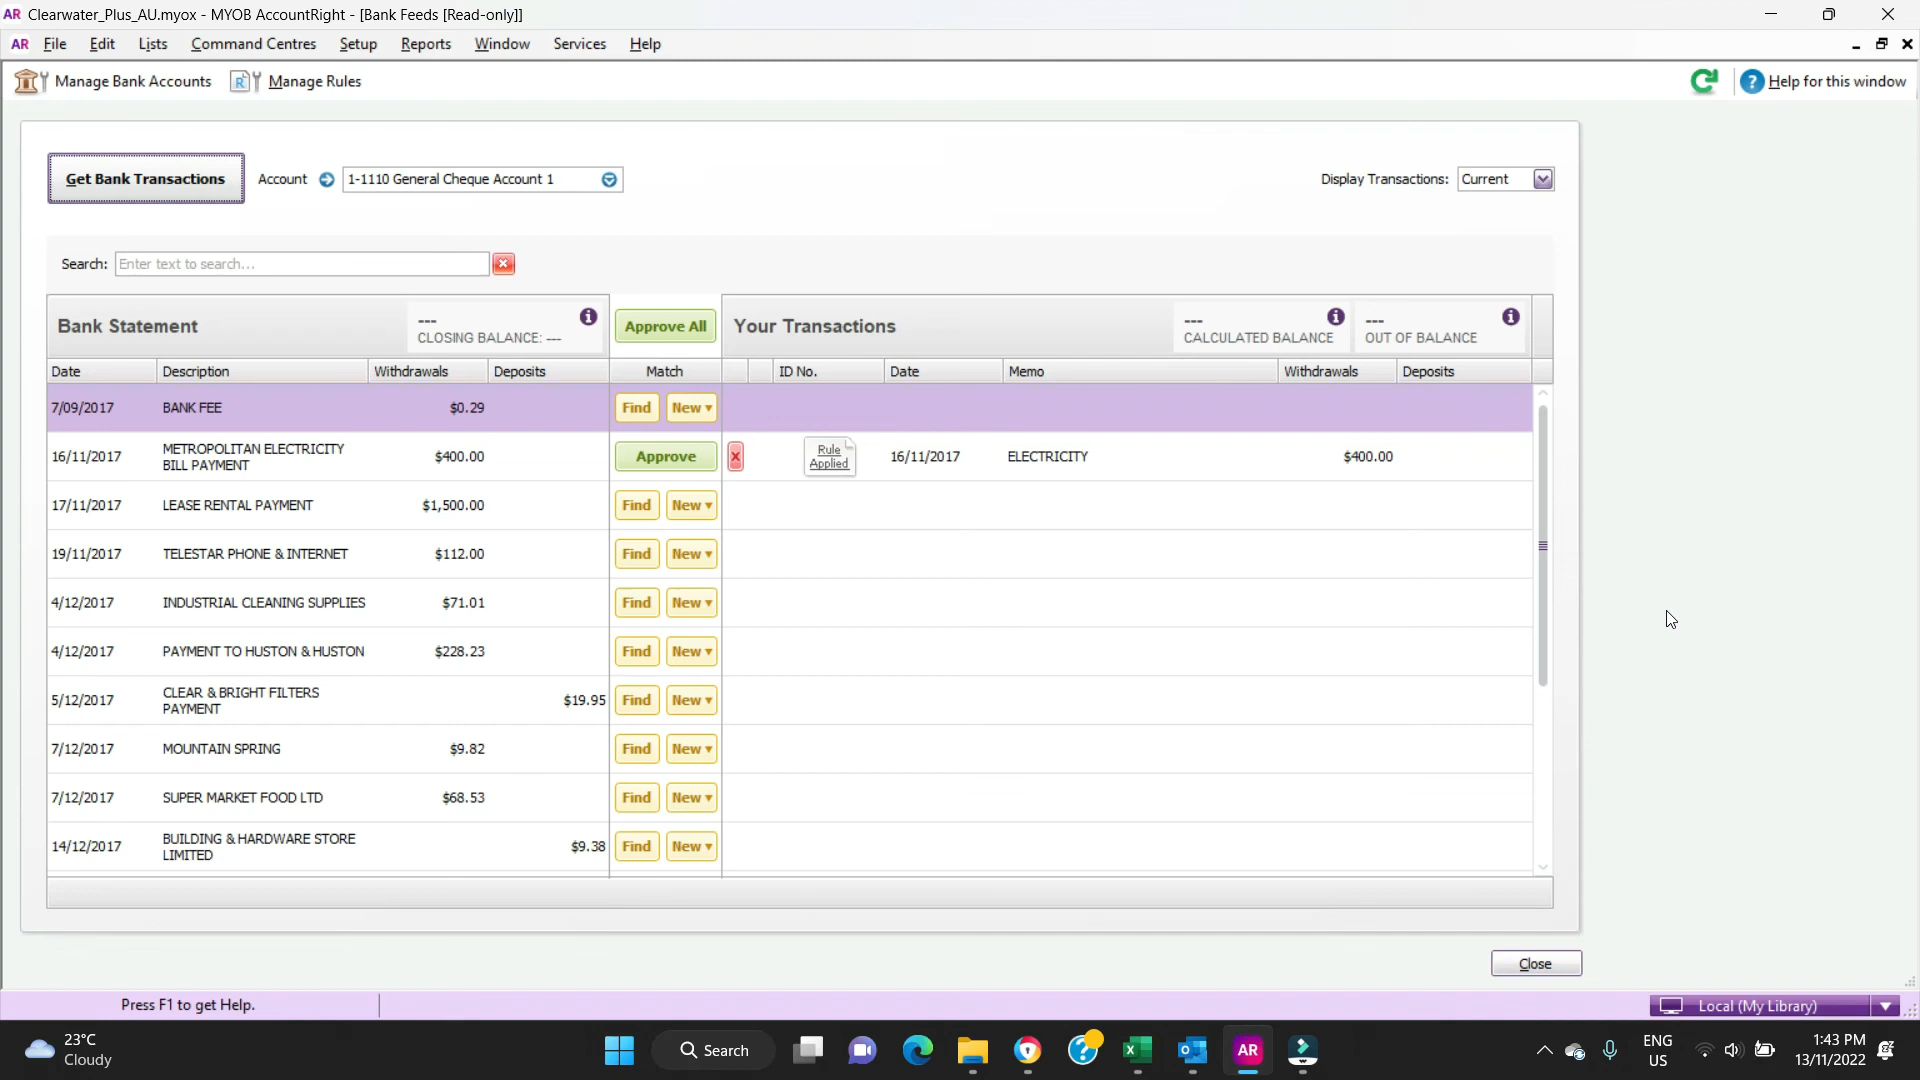 AR Clearwater_Plus_AU.myox - MYOB AccountRight - [Bank Feeds [Read-only]]
AR File Edit Lists Command Centres Setup Reports Window Services Help
Manage Bank Accounts R Manage Rules ? Help for this window
Get Bank Transactions Account 1-1110 General Cheque Account 1 Display Transactions: Current
Search: Enter text to search...
Bank Statement --- CLOSING BALANCE: --- Approve All Your Transactions --- CALCULATED BALANCE --- OUT OF BALANCE
Date Description Withdrawals Deposits Match ID No. Date Memo Withdrawals Deposits
7/09/2017 BANK FEE $0.29 Find New
16/11/2017 METROPOLITAN ELECTRICITY BILL PAYMENT $400.00 Approve X Rule Applied 16/11/2017 ELECTRICITY $400.00
17/11/2017 LEASE RENTAL PAYMENT $1,500.00 Find New
19/11/2017 TELESTAR PHONE & INTERNET $112.00 Find New
4/12/2017 INDUSTRIAL CLEANING SUPPLIES $71.01 Find New
4/12/2017 PAYMENT TO HUSTON & HUSTON $228.23 Find New
5/12/2017 CLEAR & BRIGHT FILTERS PAYMENT $19.95 Find New
7/12/2017 MOUNTAIN SPRING $9.82 Find New
7/12/2017 SUPER MARKET FOOD LTD $68.53 Find New
14/12/2017 BUILDING & HARDWARE STORE LIMITED $9.38 Find New
Close
Press F1 to get Help. Local (My Library)
23°C
Cloudy
Search
AR
ENG
US
1:43 PM
13/11/2022